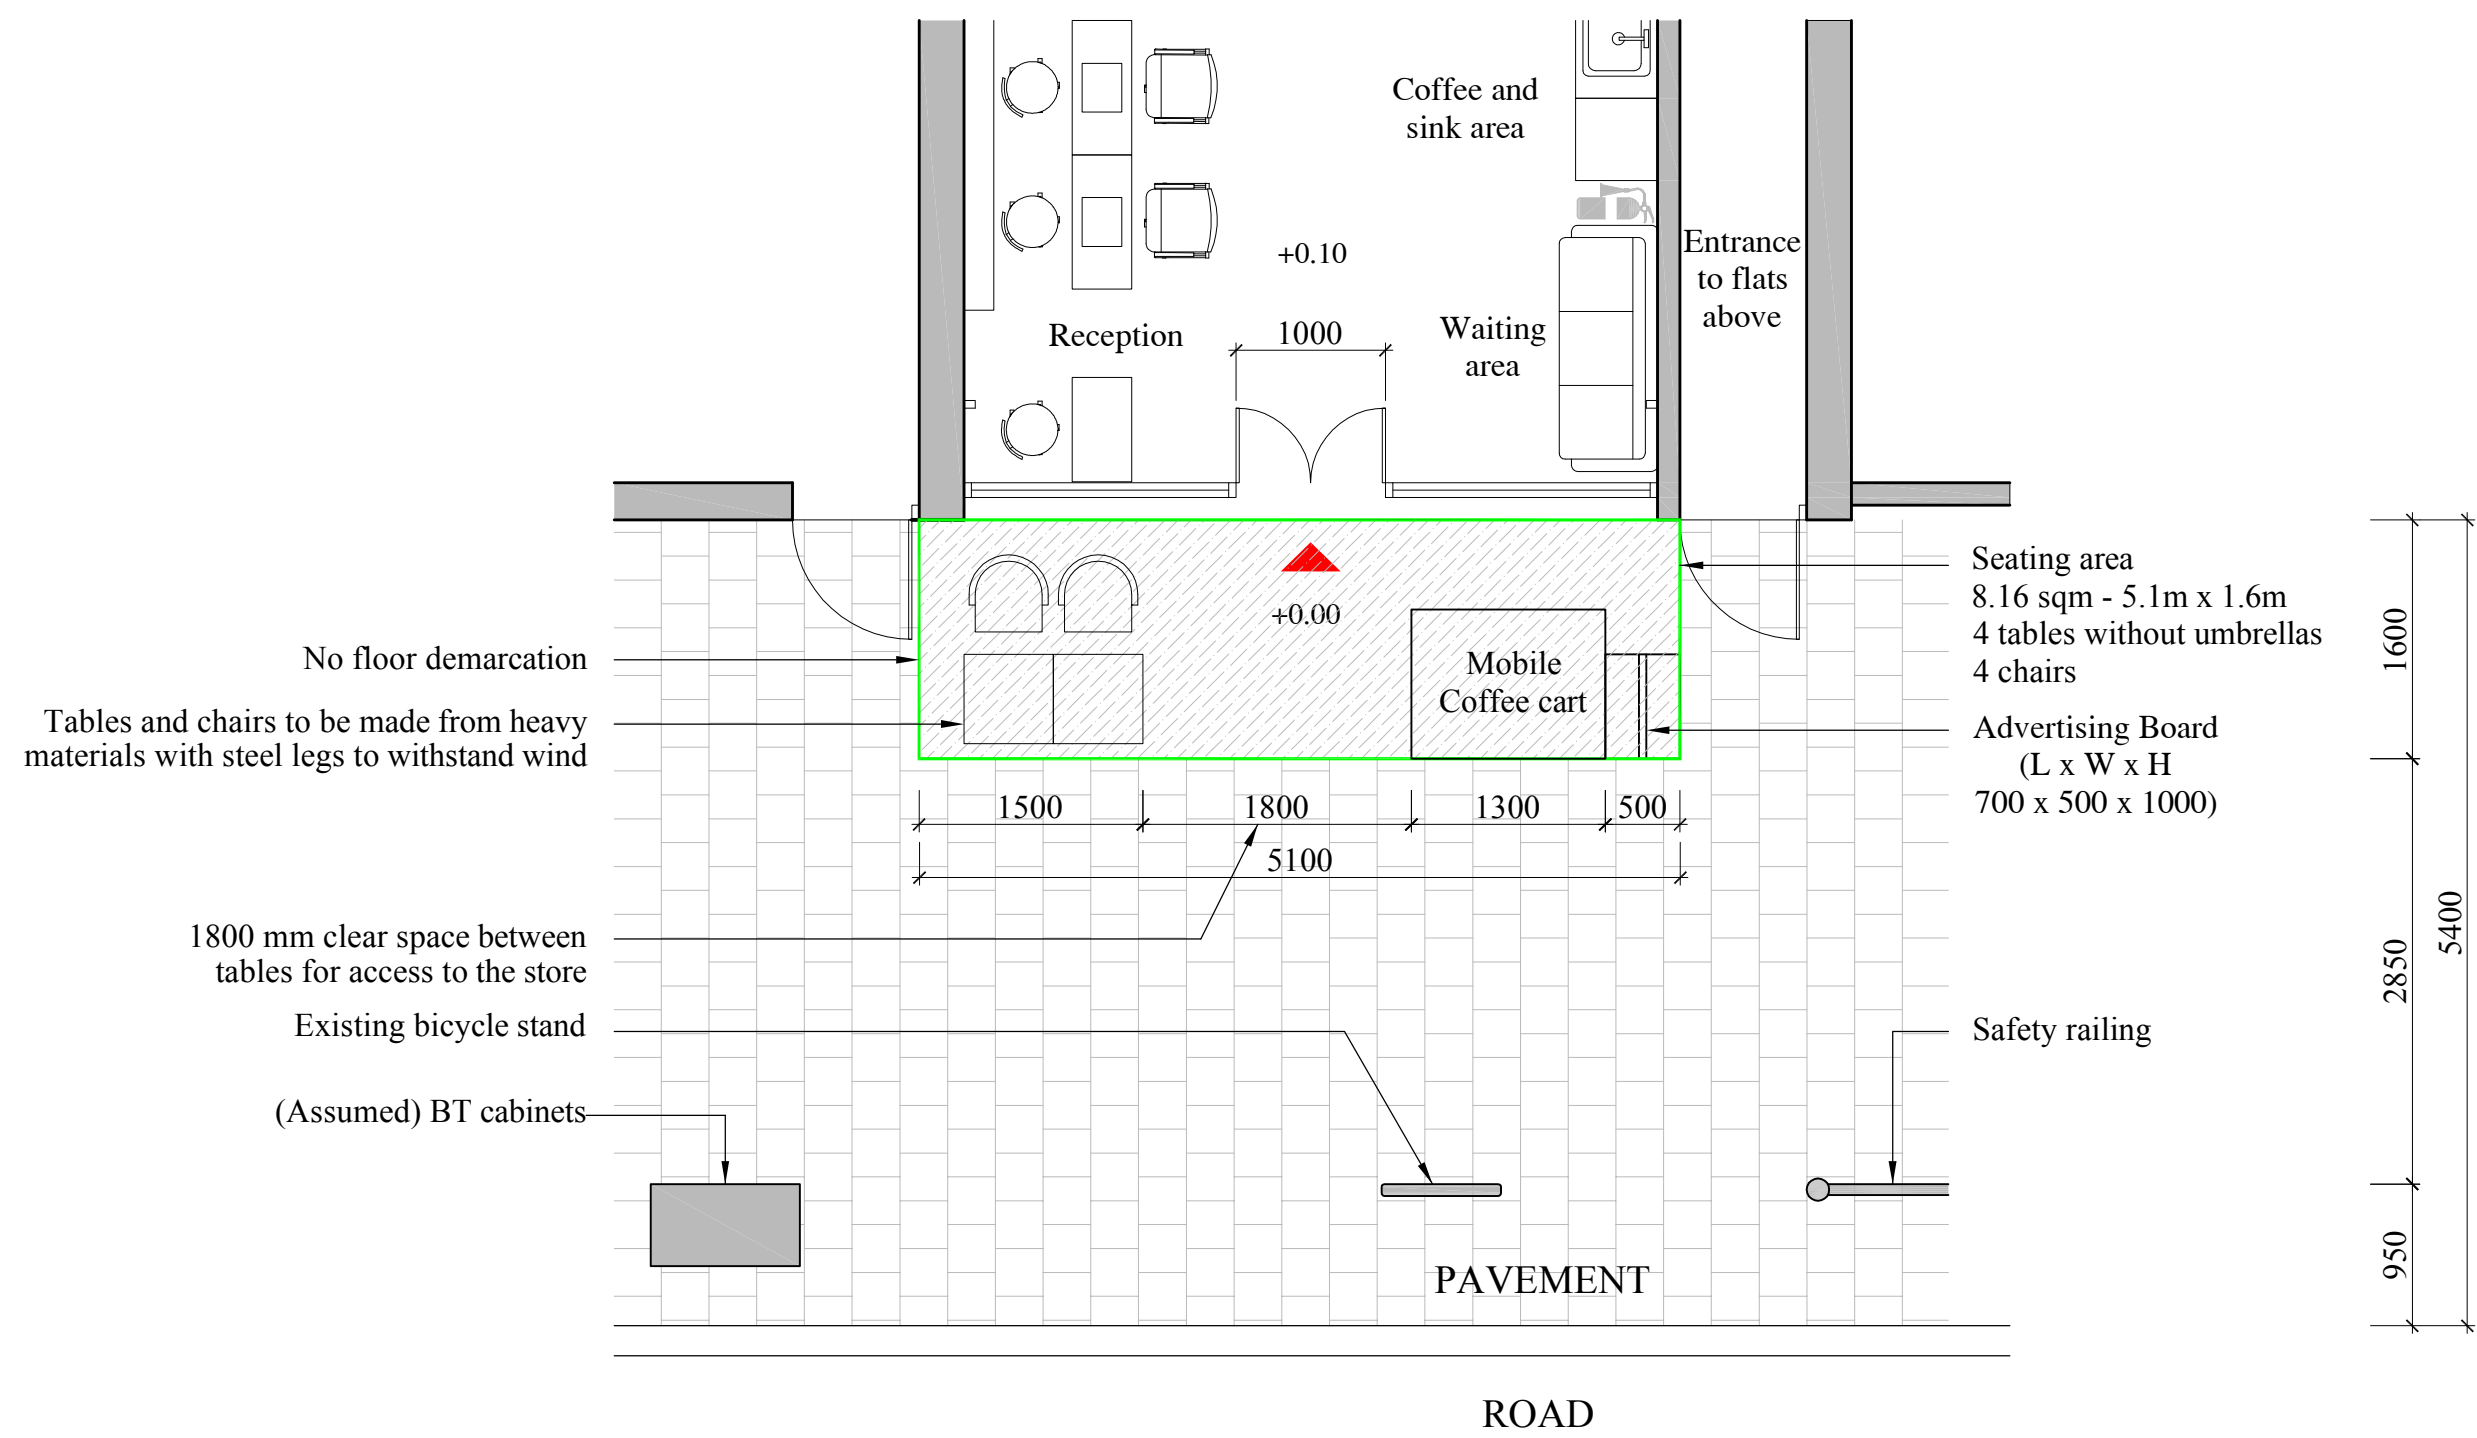 Coffee and
sink area
Entrance
to flats
above
+0.10
Reception
1000
Waiting
area
+0.00
Mobile
Coffee cart
No floor demarcation
Tables and chairs to be made from heavy
materials with steel legs to withstand wind
Seating area
8.16 sqm - 5.1m x 1.6m
4 tables without umbrellas
4 chairs
Advertising Board
(L x W x H
700 x 500 x 1000)
1500
1800
1300
500
5100
1800 mm clear space between
tables for access to the store
Existing bicycle stand
(Assumed) BT cabinets
Safety railing
1600
2850
950
5400
PAVEMENT
ROAD